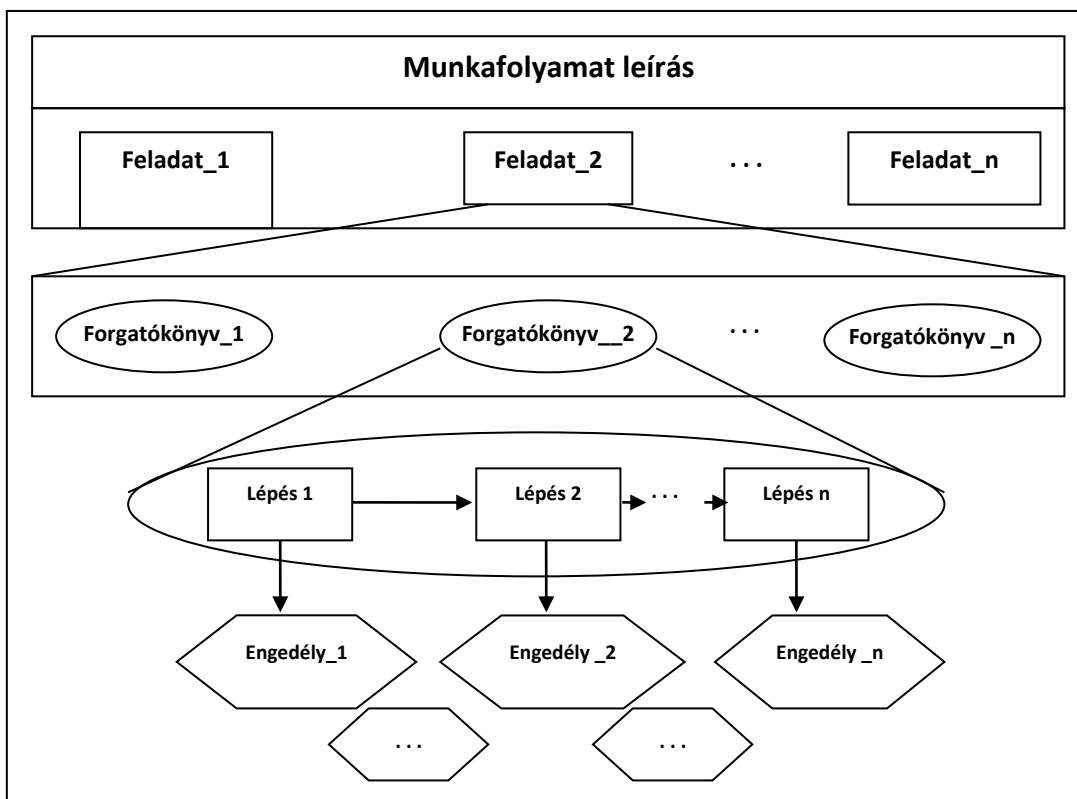 Munkafolyamat leírás
Feladat_1 Feladat_2 . . . Feladat_n
Forgatókönyv_1 Forgatókönyv__2 . . . Forgatókönyv _n
Lépés 1 Lépés 2 . . . Lépés n
Engedély_1 Engedély _2 Engedély _n
. . . . . .